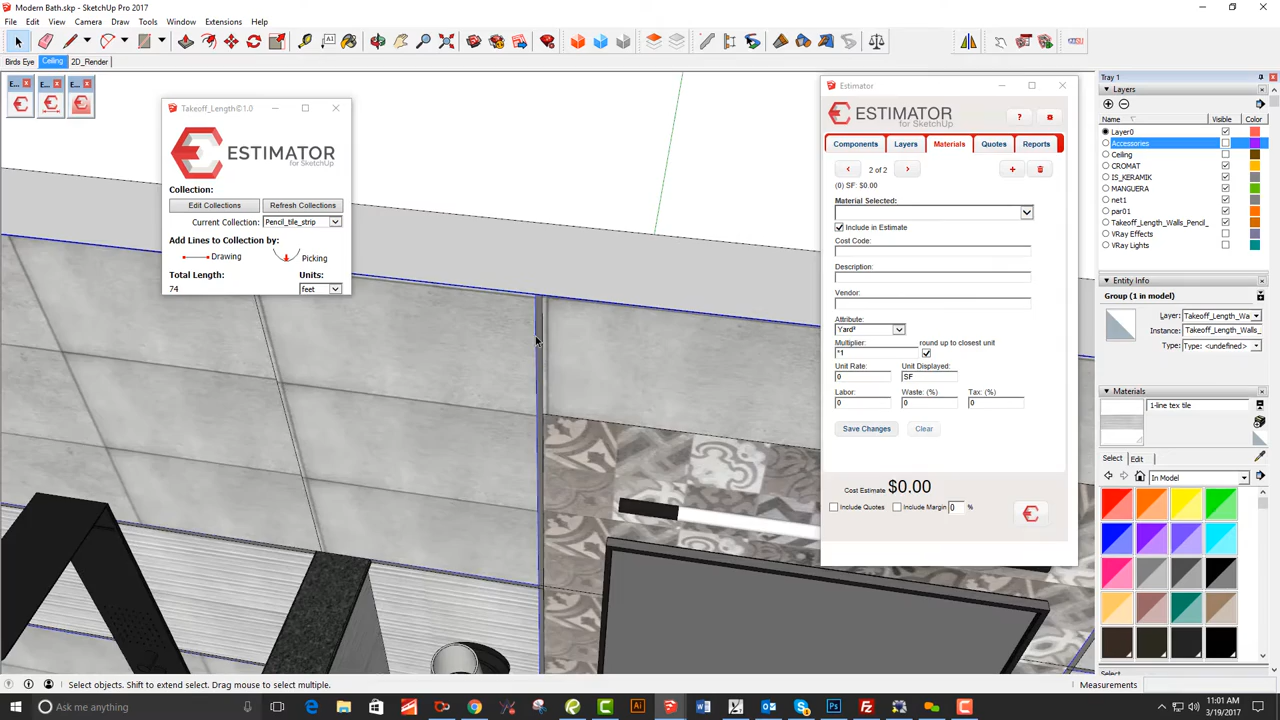 Modern Bath.skp - SketchUp Pro 2017
File Edit View Camera Draw Tools Window Extensions Help
Birds Eye Ceiling 2D_Render
E... E... E...
Takeoff_Length©1.0
ESTIMATOR
for SketchUp
Collection:
Edit Collections Refresh Collections
Current Collection: Pencil_tile_strip
Add Lines to Collection by:
Drawing Picking
Total Length: Units:
74 feet
Estimator
ESTIMATOR
for SketchUp
?
Components Layers Materials Quotes Reports
2 of 2
(0) SF: $0.00
Material Selected:
Include in Estimate
Cost Code:
Description:
Vendor:
Attribute:
Yard²
Multiplier: round up to closest unit
*1
Unit Rate: Unit Displayed:
0 SF
Labor: Waste: (%) Tax: (%)
0 0 0
Save Changes Clear
Cost Estimate $0.00
Include Quotes Include Margin 0 %
Tray 1
Layers
Name Visible Color
Layer0
Accessories
Ceiling
CROMAT
IS_KERAMIK
MANGUERA
net1
par01
Takeoff_Length_Walls_Pencil_
VRay Effects
VRay Lights
Entity Info
Group (1 in model)
Layer: Takeoff_Length_Wa
Instance: Takeoff_Length_Walls_
Type: Type: <undefined>
Materials
1-line tex tile
Select Edit
In Model
Select objects. Shift to extend select. Drag mouse to select multiple.
Measurements
Ask me anything
11:01 AM
3/19/2017